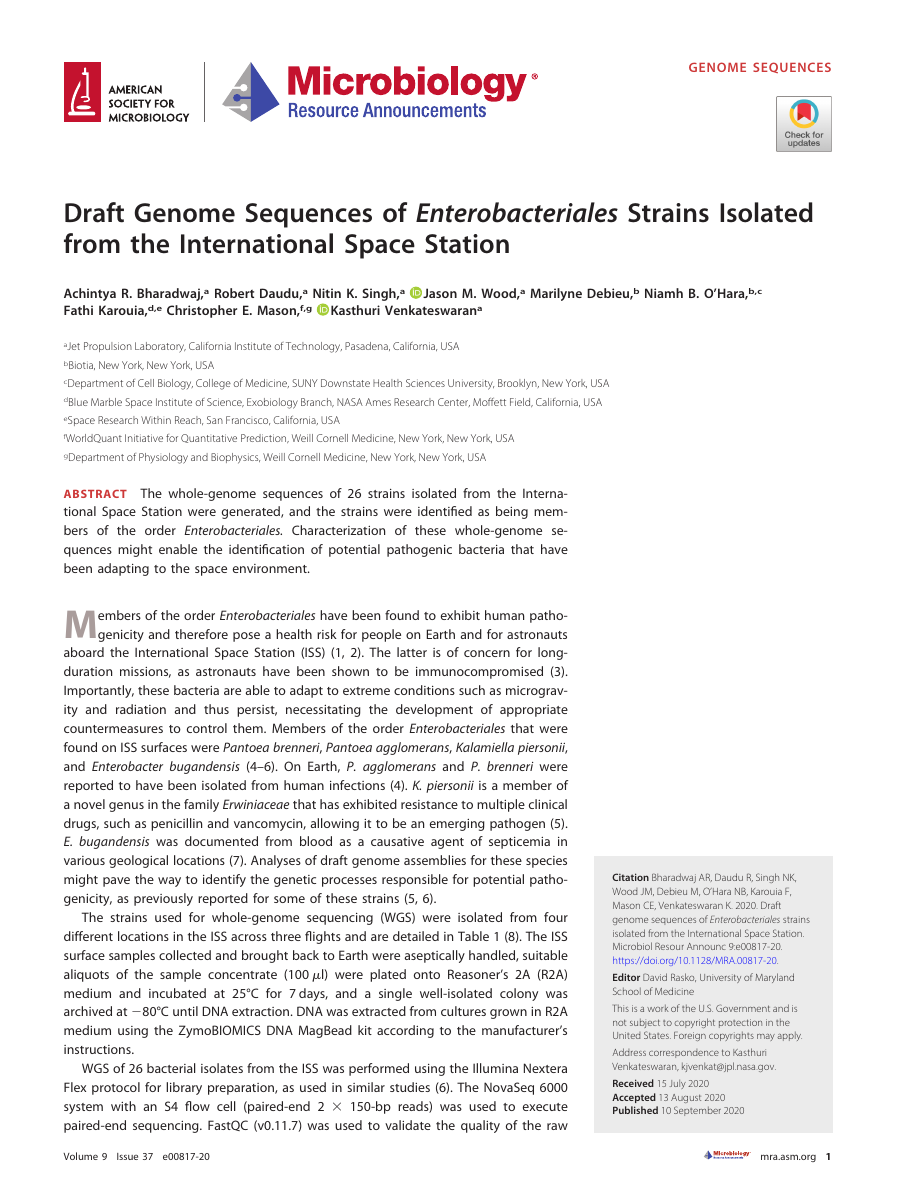 AMERICAN
SOCIETY FOR
MICROBIOLOGY
Microbiology®
Resource Announcements
GENOME SEQUENCES
Check for
updates
Draft Genome Sequences of Enterobacteriales Strains Isolated
from the International Space Station
Achintya R. Bharadwaj,ᵃ Robert Daudu,ᵃ Nitin K. Singh,ᵃ iD Jason M. Wood,ᵃ Marilyne Debieu,ᵇ Niamh B. O’Hara,ᵇ,ᶜ
Fathi Karouia,ᵈ,ᵉ Christopher E. Mason,ᶠ,ᵍ iD Kasthuri Venkateswaranᵃ
ᵃJet Propulsion Laboratory, California Institute of Technology, Pasadena, California, USA
ᵇBiotia, New York, New York, USA
ᶜDepartment of Cell Biology, College of Medicine, SUNY Downstate Health Sciences University, Brooklyn, New York, USA
ᵈBlue Marble Space Institute of Science, Exobiology Branch, NASA Ames Research Center, Moffett Field, California, USA
ᵉSpace Research Within Reach, San Francisco, California, USA
ᶠWorldQuant Initiative for Quantitative Prediction, Weill Cornell Medicine, New York, New York, USA
ᵍDepartment of Physiology and Biophysics, Weill Cornell Medicine, New York, New York, USA
ABSTRACT The whole-genome sequences of 26 strains isolated from the Interna-
tional Space Station were generated, and the strains were identified as being mem-
bers of the order Enterobacteriales. Characterization of these whole-genome se-
quences might enable the identification of potential pathogenic bacteria that have
been adapting to the space environment.
Members of the order Enterobacteriales have been found to exhibit human patho-
genicity and therefore pose a health risk for people on Earth and for astronauts
aboard the International Space Station (ISS) (1, 2). The latter is of concern for long-
duration missions, as astronauts have been shown to be immunocompromised (3).
Importantly, these bacteria are able to adapt to extreme conditions such as micrograv-
ity and radiation and thus persist, necessitating the development of appropriate
countermeasures to control them. Members of the order Enterobacteriales that were
found on ISS surfaces were Pantoea brenneri, Pantoea agglomerans, Kalamiella piersonii,
and Enterobacter bugandensis (4–6). On Earth, P. agglomerans and P. brenneri were
reported to have been isolated from human infections (4). K. piersonii is a member of
a novel genus in the family Erwiniaceae that has exhibited resistance to multiple clinical
drugs, such as penicillin and vancomycin, allowing it to be an emerging pathogen (5).
E. bugandensis was documented from blood as a causative agent of septicemia in
various geological locations (7). Analyses of draft genome assemblies for these species
might pave the way to identify the genetic processes responsible for potential patho-
genicity, as previously reported for some of these strains (5, 6).
The strains used for whole-genome sequencing (WGS) were isolated from four
different locations in the ISS across three flights and are detailed in Table 1 (8). The ISS
surface samples collected and brought back to Earth were aseptically handled, suitable
aliquots of the sample concentrate (100 μl) were plated onto Reasoner’s 2A (R2A)
medium and incubated at 25°C for 7 days, and a single well-isolated colony was
archived at −80°C until DNA extraction. DNA was extracted from cultures grown in R2A
medium using the ZymoBIOMICS DNA MagBead kit according to the manufacturer’s
instructions.
WGS of 26 bacterial isolates from the ISS was performed using the Illumina Nextera
Flex protocol for library preparation, as used in similar studies (6). The NovaSeq 6000
system with an S4 flow cell (paired-end 2 × 150-bp reads) was used to execute
paired-end sequencing. FastQC (v0.11.7) was used to validate the quality of the raw
Citation Bharadwaj AR, Daudu R, Singh NK,
Wood JM, Debieu M, O’Hara NB, Karouia F,
Mason CE, Venkateswaran K. 2020. Draft
genome sequences of Enterobacteriales strains
isolated from the International Space Station.
Microbiol Resour Announc 9:e00817-20.
https://doi.org/10.1128/MRA.00817-20.
Editor David Rasko, University of Maryland
School of Medicine
This is a work of the U.S. Government and is
not subject to copyright protection in the
United States. Foreign copyrights may apply.
Address correspondence to Kasthuri
Venkateswaran, kjvenkat@jpl.nasa.gov.
Received 15 July 2020
Accepted 13 August 2020
Published 10 September 2020
Volume 9 Issue 37 e00817-20
Microbiology
Resource Announcements
mra.asm.org 1